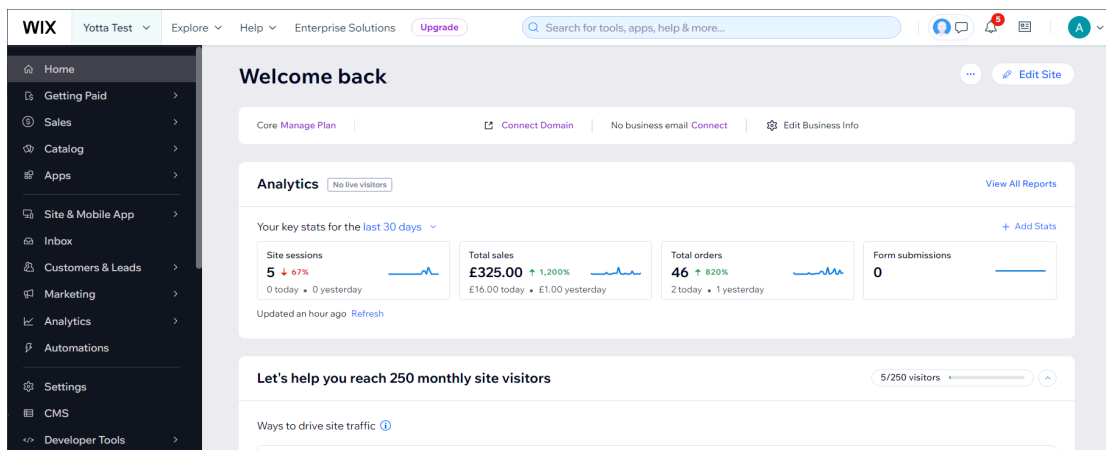 WIX Yotta Test Explore Help Enterprise Solutions Upgrade Search for tools, apps, help & more... 5 A
Home
Getting Paid
Sales
Catalog
Apps
Site & Mobile App
Inbox
Customers & Leads
Marketing
Analytics
Automations
Settings
CMS
Developer Tools
Welcome back
... Edit Site
Core Manage Plan Connect Domain No business email Connect Edit Business Info
Analytics No live visitors View All Reports
Your key stats for the last 30 days + Add Stats
Site sessions
5 ↓ 67%
0 today • 0 yesterday
Total sales
£325.00 ↑ 1,200%
£16.00 today • £1.00 yesterday
Total orders
46 ↑ 820%
2 today • 1 yesterday
Form submissions
0
Updated an hour ago Refresh
Let's help you reach 250 monthly site visitors 5/250 visitors
Ways to drive site traffic